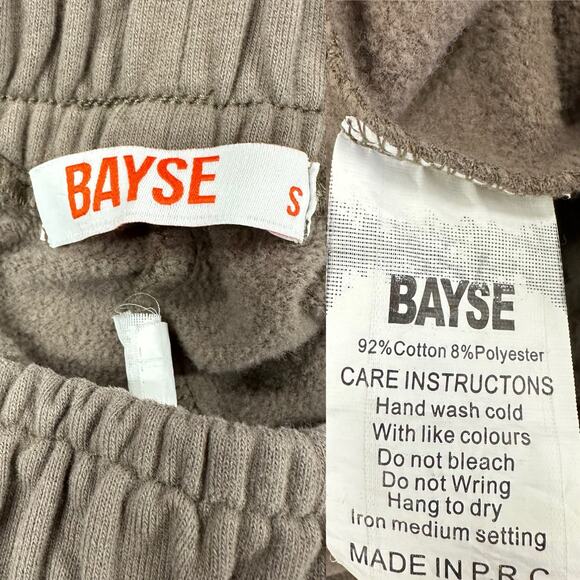 BAYSE
S
BAYSE
92%Cotton 8%Polyester
CARE INSTRUCTONS
Hand wash cold
With like colours
Do not bleach
Do not Wring
Hang to dry
Iron medium setting
MADE IN P.R.C